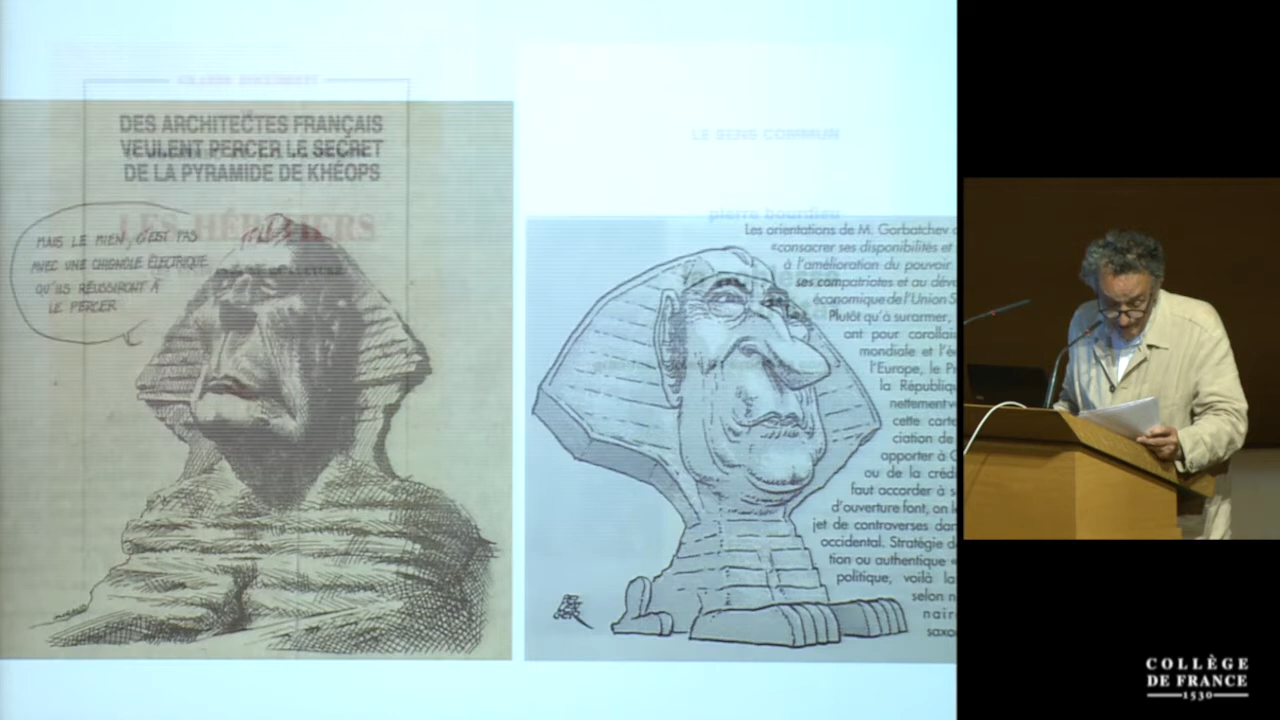 DES ARCHITECTES FRANÇAIS
VEULENT PERCER LE SECRET
DE LA PYRAMIDE DE KHÉOPS
LES HÉRITIERS
MAIS LE MIEN, C'EST PAS
AVEC UNE CHIGNOLE ÉLECTRIQUE
QU'ILS RÉUSSIRONT À
LE PERCER
LE SENS COMMUN
pierre bourdieu
Les orientations de M. Gorbatchev
«consacrer ses disponibilités et
à l'amélioration du pouvoir
ses compatriotes et au dév
économique de l'Union S
Plutôt qu'à surarmer,
ont pour corollai
mondiale et l'é
l'Europe, le Pr
la Républiq
nettement
cette carte
ciation de
apporter à
ou de la créd
faut accorder à s
d'ouverture font, on l
jet de controverses dan
occidental. Stratégie d
tion ou authentique
politique, voilà la
selon n
naire
saxo
COLLÈGE
DE FRANCE
1530